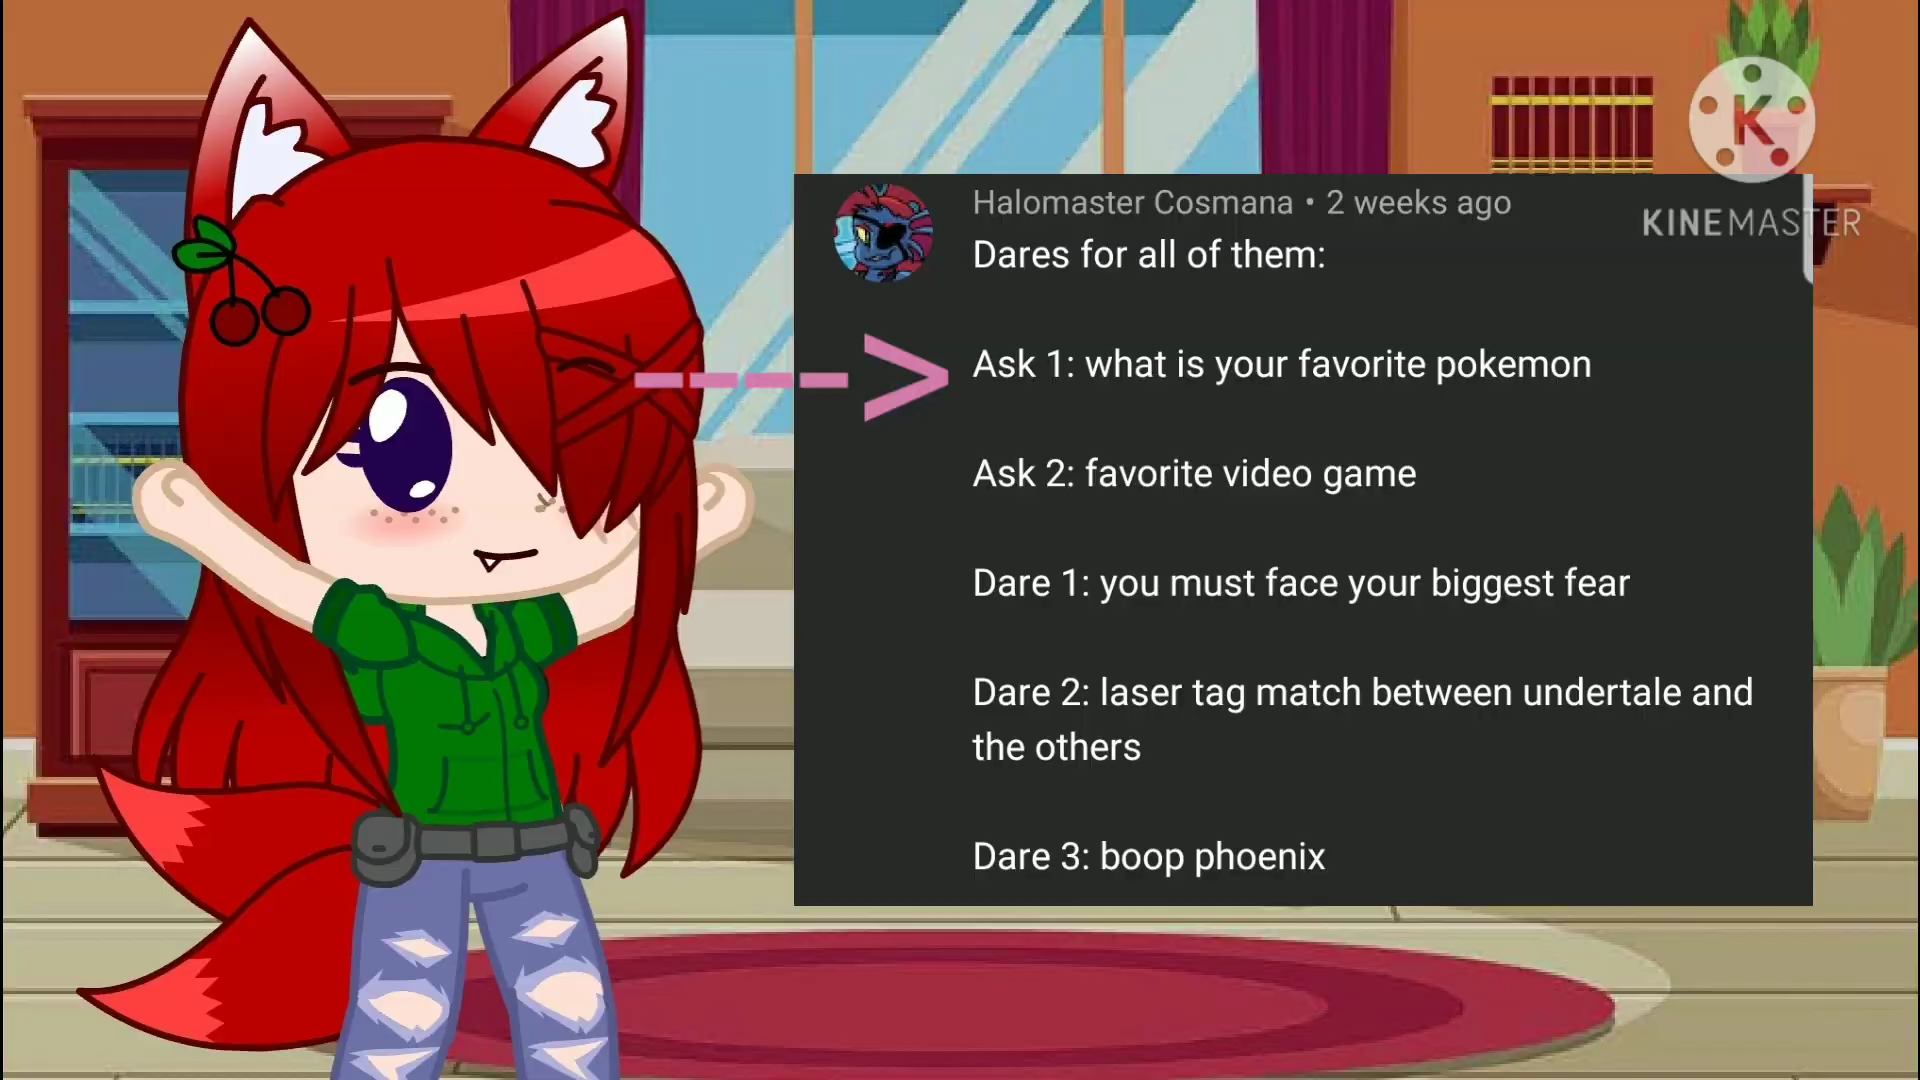 Halomaster Cosmana • 2 weeks ago
Dares for all of them:
Ask 1: what is your favorite pokemon
Ask 2: favorite video game
Dare 1: you must face your biggest fear
Dare 2: laser tag match between undertale and
the others
Dare 3: boop phoenix
K
KINEMASTER